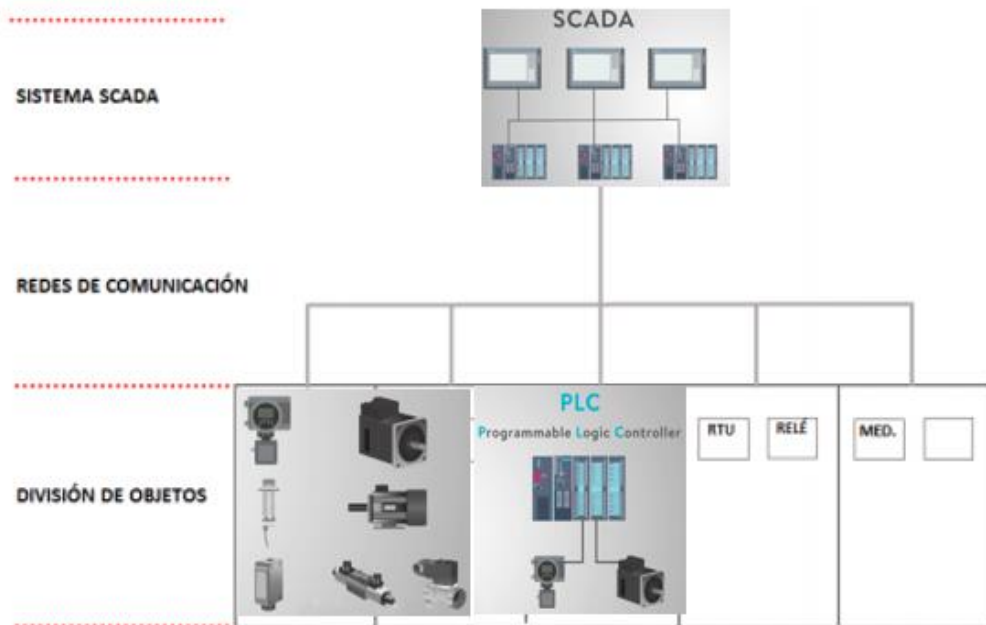 SCADA
SISTEMA SCADA
REDES DE COMUNICACIÓN
PLC
Programmable Logic Controller
RTU
RELÉ
MED.
DIVISIÓN DE OBJETOS